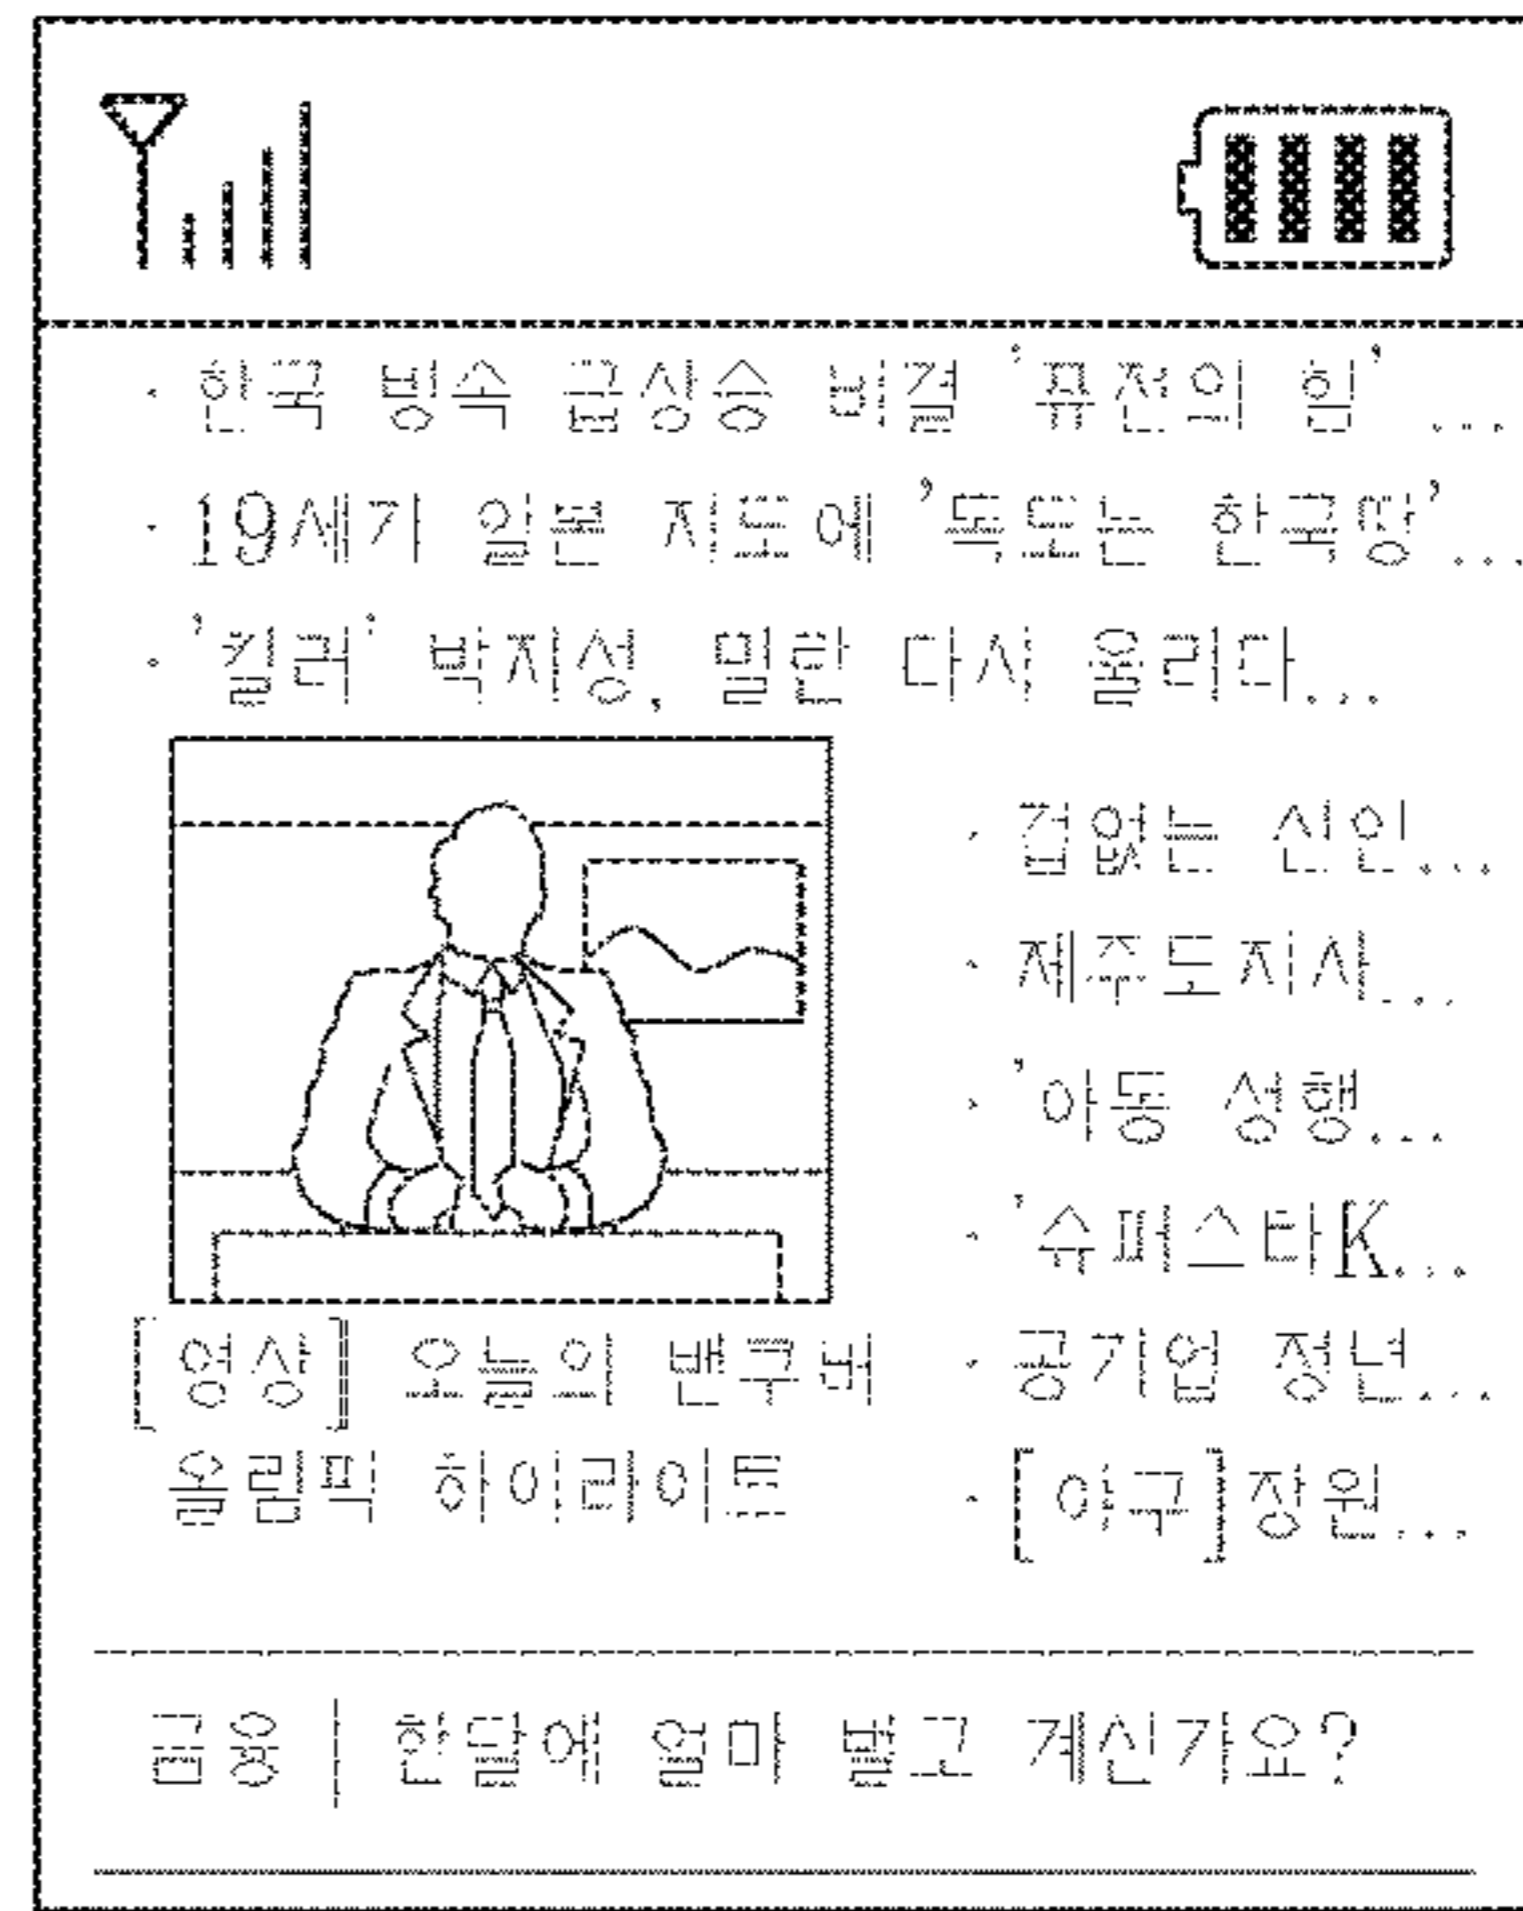 · 한국 빙속 급상승 비결 '퓨전의 힘'...
· 19세기 일본 지도에 '독도는 한국땅'...
· '킬러' 박지성, 밀란 다시 울리다...
· 겁없는 신인...
· 제주도지사...
· '아동 성행...
· '슈퍼스타K...
· 공기업 정년...
· [야구]장원...
[영상] 오늘의 밴쿠버
올림픽 하이라이트
금융 | 한달에 얼마 벌고 계신가요?